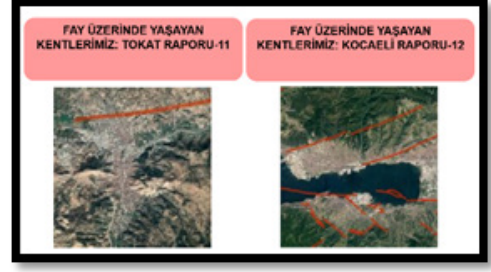 FAY ÜZERİNDE YAŞAYAN
KENTLERİMİZ: TOKAT RAPORU-11
FAY ÜZERİNDE YAŞAYAN
KENTLERİMİZ: KOCAELİ RAPORU-12